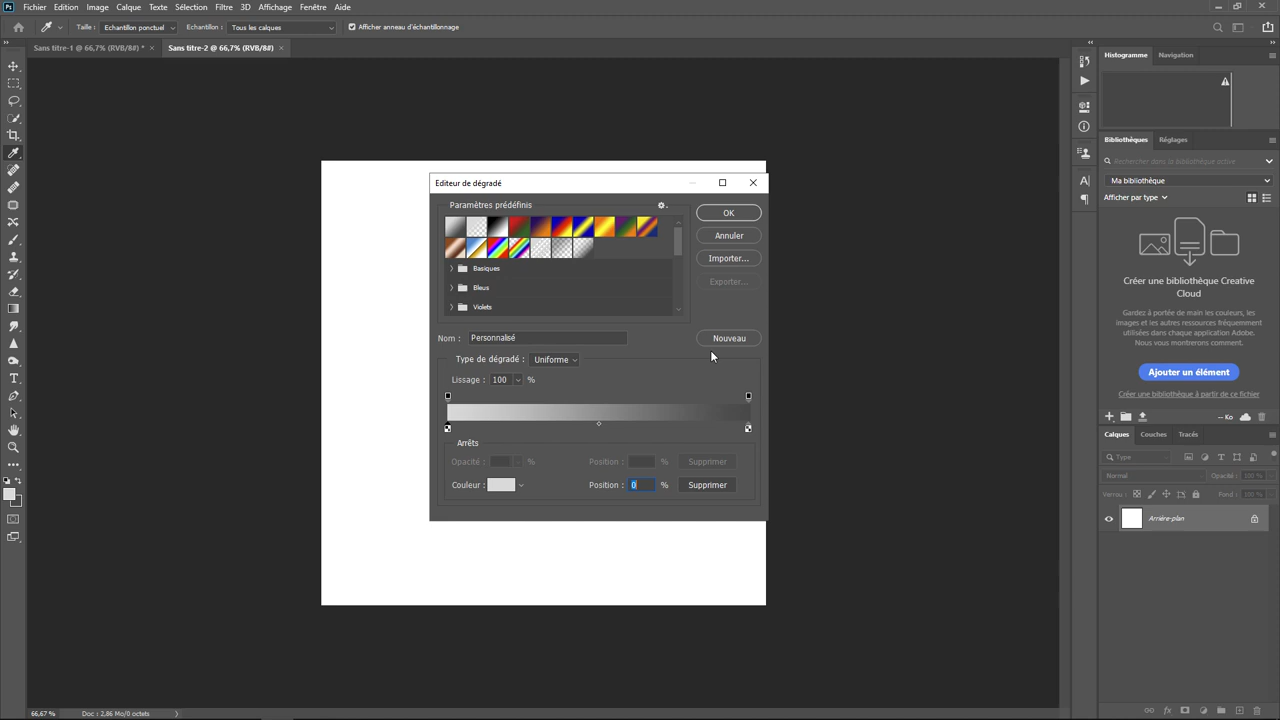 Ps Fichier Edition Image Calque Texte Sélection Filtre 3D Affichage Fenêtre Aide
Taille : Echantillon ponctuel Echantillon : Tous les calques Afficher anneau d'échantillonnage
Sans titre-1 @ 66,7% (RVB/8#) * × Sans titre-2 @ 66,7% (RVB/8#) ×
Histogramme Navigation
Bibliothèques Réglages
Rechercher dans la bibliothèque active
Ma bibliothèque
Afficher par type
Créer une bibliothèque Creative
Cloud
Gardez à portée de main les couleurs, les
images et les autres ressources fréquemment
utilisées dans chaque application Adobe.
Nous montrerons comment.
Ajouter un élément
Créer une bibliothèque à partir de ce fichier
-- Ko
Calques Couches Tracés
Type
Normal Opacité : 100 %
Verrou : Fond : 100 %
Arrière-plan
Editeur de dégradé
Paramètres prédéfinis
OK
Annuler
Importer...
Exporter...
Basiques
Bleus
Violets
Nom : Personnalisé Nouveau
Type de dégradé : Uniforme
Lissage : 100 %
Arrêts
Opacité : % Position : % Supprimer
Couleur : Position : 0 % Supprimer
66,67 % Doc : 2,86 Mo/0 octets